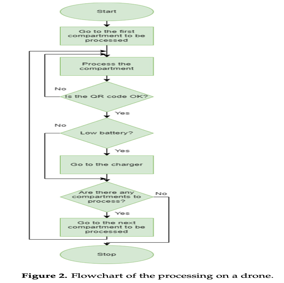 Start
Go to the first
compartment to be
processed
Process the
compartment
No
Is the QR code OK?
Yes
No
Low battery?
Yes
Go to the charger
Are there any
compartments to
process?
No
Yes
Go to the next
compartment to be
processed
Stop
Figure 2. Flowchart of the processing on a drone.